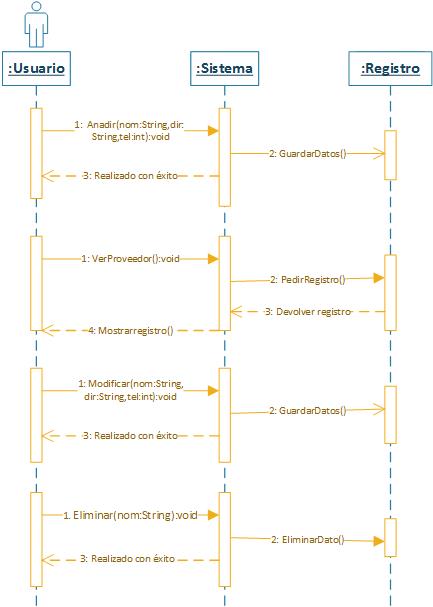 :Usuario
:Sistema
:Registro
1: Anadir(nom:String,dir:
String,tel:int):void
2: GuardarDatos()
3: Realizado con éxito
1: VerProveedor():void
2: PedirRegistro()
3: Devolver registro
4: Mostrarregistro()
1: Modificar(nom:String,
dir:String,tel:int):void
2: GuardarDatos()
3: Realizado con éxito
1. Eliminar(nom:String):void
2: EliminarDato()
3: Realizado con éxito